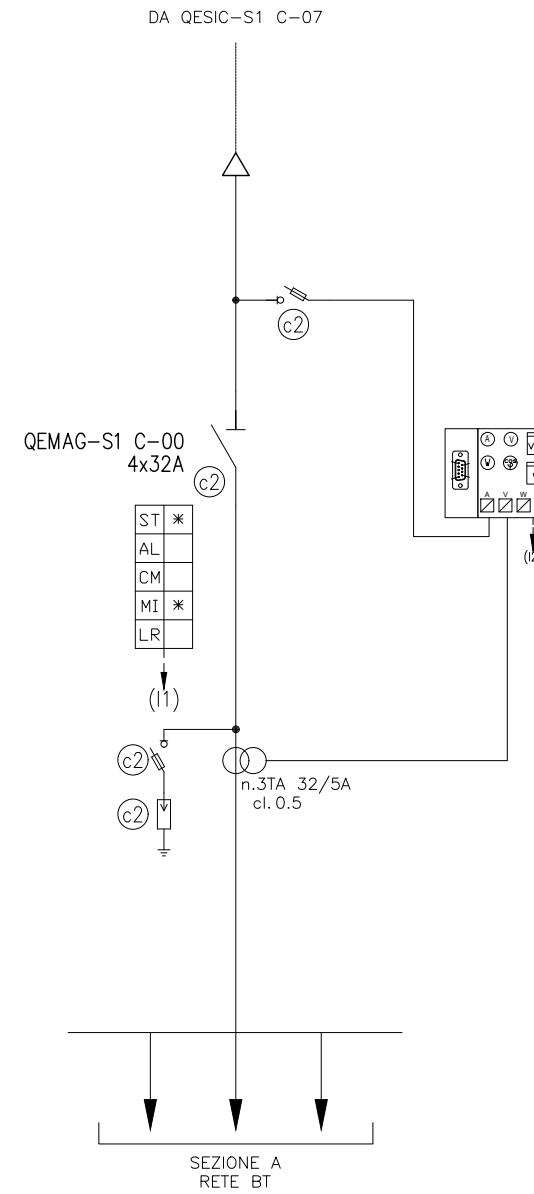 DA QESIC-S1 C-07
c2
QEMAG-S1 C-00
4x32A
c2
A V
W cosφ
A V W
ST *
AL
CM
MI *
LR
(I1)
c2
n.3TA 32/5A
cl.0.5
c2
SEZIONE A
RETE BT